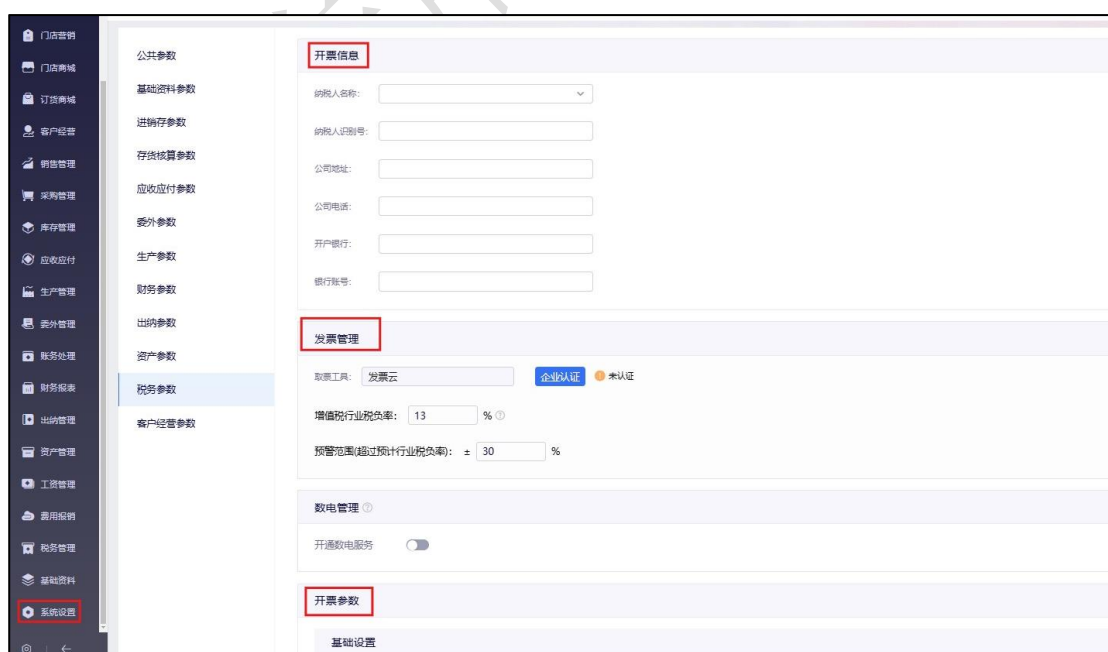 门店营销
门店商城
订货商城
客户经营
销售管理
采购管理
库存管理
应收应付
生产管理
委外管理
账务处理
财务报表
出纳管理
资产管理
工资管理
费用报销
税务管理
基础资料
系统设置
公共参数
基础资料参数
进销存参数
存货核算参数
应收应付参数
委外参数
生产参数
财务参数
出纳参数
资产参数
税务参数
客户经营参数
开票信息
纳税人名称:
纳税人识别号:
公司地址:
公司电话:
开户银行:
银行账号:
发票管理
取票工具: 发票云 企业认证 未认证
增值税行业税负率: 13 %
预警范围(超过预计行业税负率): ± 30 %
数电管理
开通数电服务
开票参数
基础设置